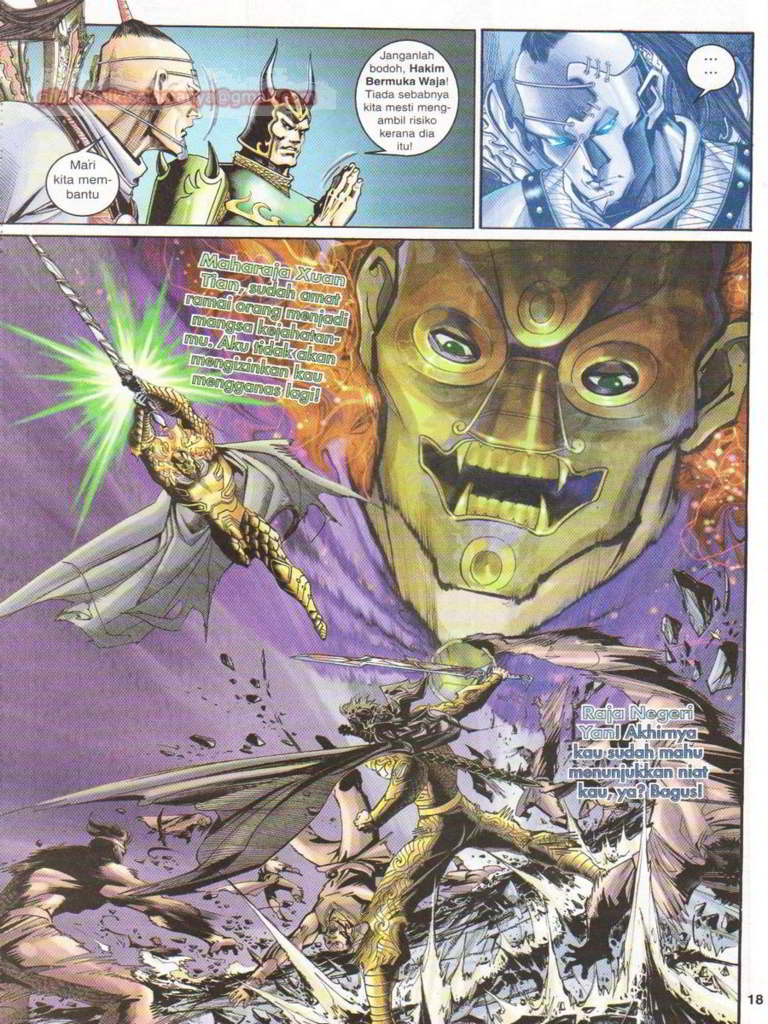 Mari
kita mem-
bantu
Janganlah
bodoh, Hakim
Bermuka Waja!
Tiada sebabnya
kita mesti meng-
ambil risiko
kerana dia
itu!
...
...
Maharaja Xuan
Tian, sudah amat
ramai orang menjadi
mangsa kejahatan-
mu. Aku tidak akan
mengizinkan kau
mengganas lagi!
Raja Negeri
Yan! Akhirnya
kau sudah mahu
menunjukkan niat
kau, ya? Bagus!
18